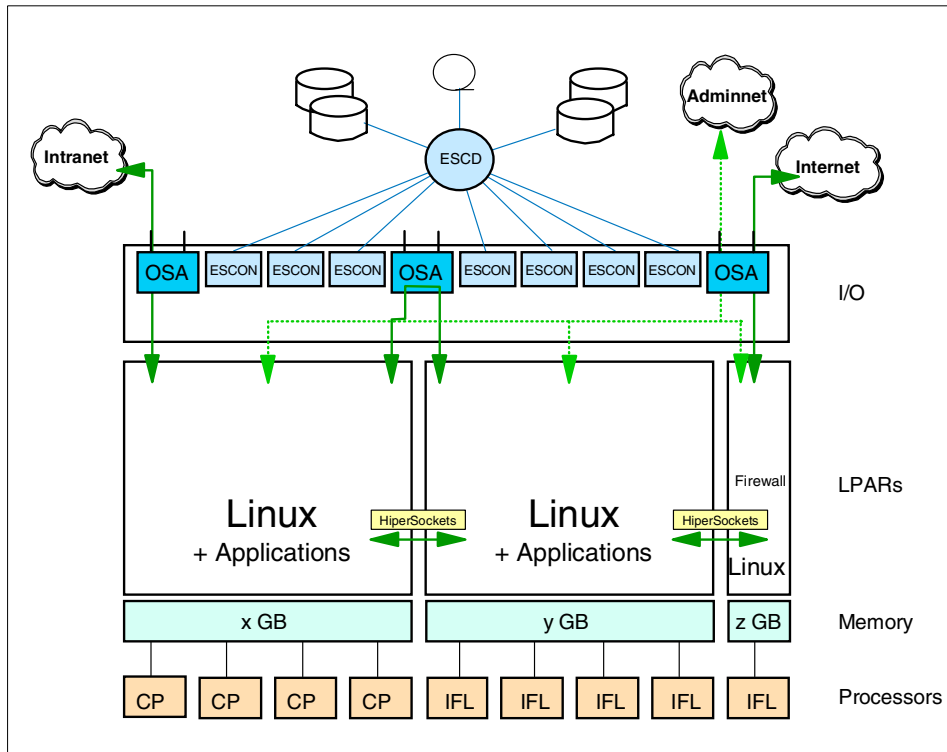 Adminnet
Intranet
ESCD
Internet
OSA
ESCON
ESCON
ESCON
OSA
ESCON
ESCON
ESCON
ESCON
OSA
I/O
Linux
+ Applications
HiperSockets
Linux
+ Applications
HiperSockets
Firewall
Linux
LPARs
x GB
y GB
z GB
Memory
CP
CP
CP
CP
IFL
IFL
IFL
IFL
IFL
Processors